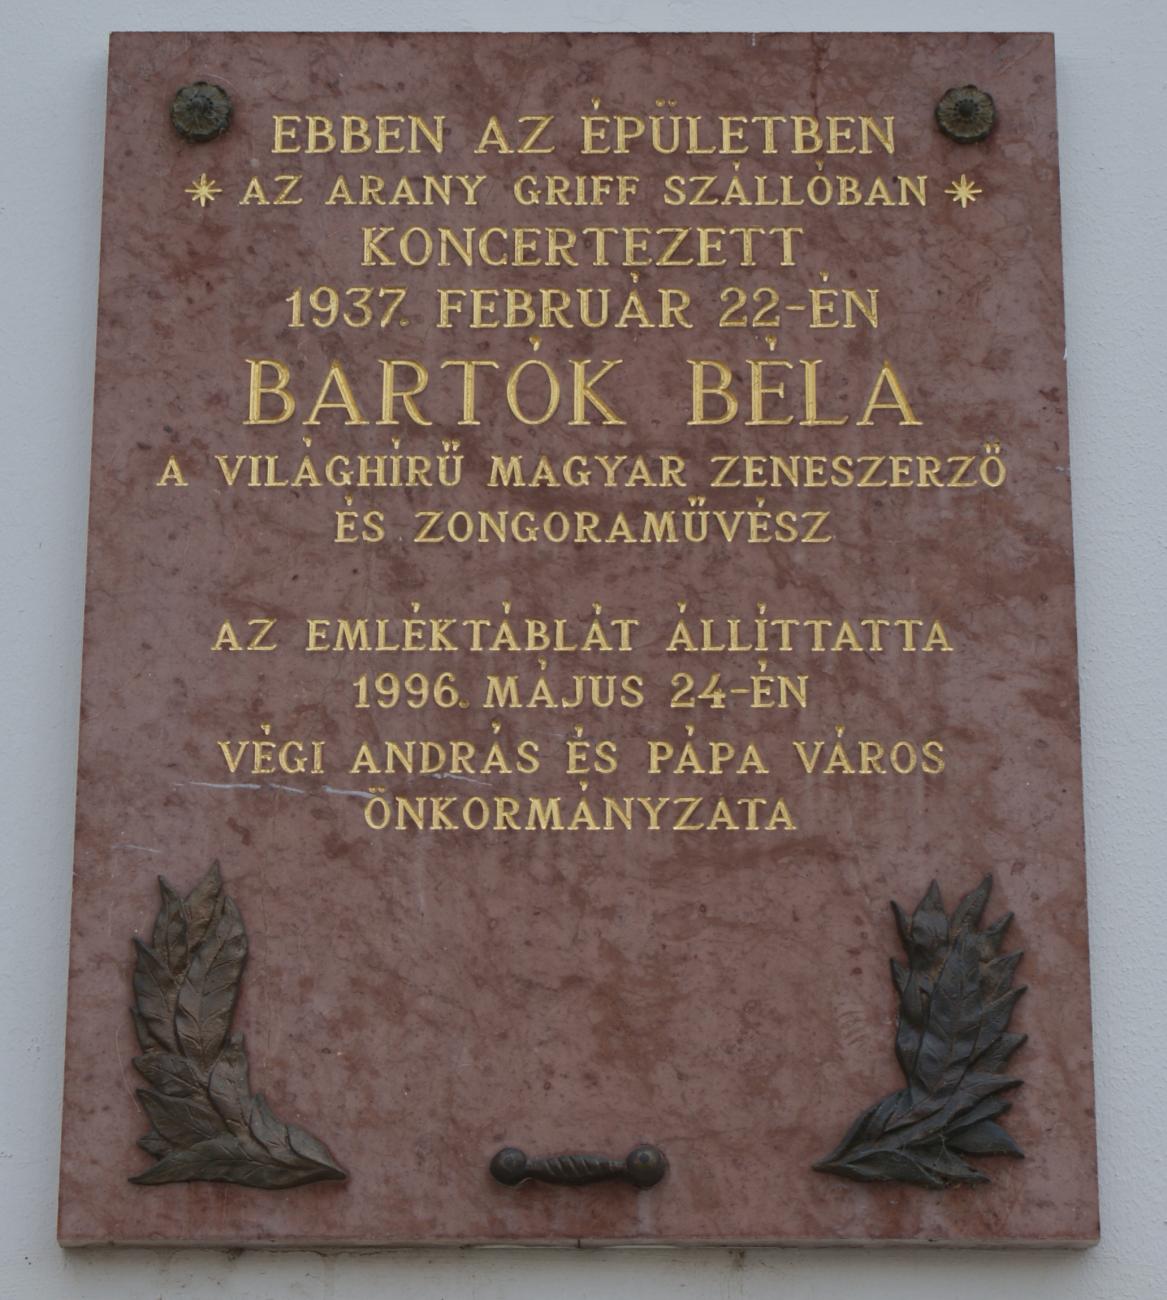 EBBEN AZ ÉPÜLETBEN
* AZ ARANY GRIFF SZÁLLÓBAN *
KONCERTEZETT
1937. FEBRUÁR 22-ÉN
BARTÓK BÉLA
A VILÁGHÍRŰ MAGYAR ZENESZERZŐ
ÉS ZONGORAMŰVÉSZ
AZ EMLÉKTÁBLÁT ÁLLÍTTATTA
1996. MÁJUS 24-ÉN
VÉGI ANDRÁS ÉS PÁPA VÁROS
ÖNKORMÁNYZATA